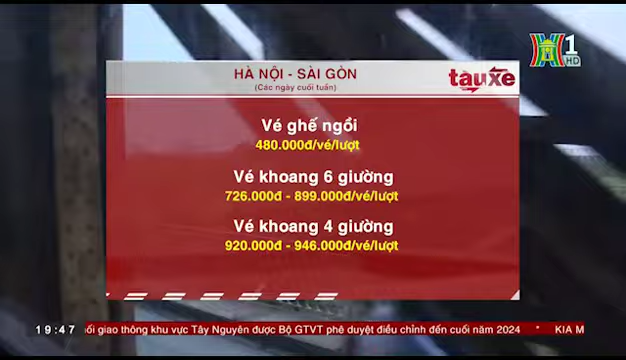 HÀ NỘI - SÀI GÒN
(Các ngày cuối tuần)
tàuxe
1
HD
Vé ghế ngồi
480.000đ/vé/lượt
Vé khoang 6 giường
726.000đ - 899.000đ/vé/lượt
Vé khoang 4 giường
920.000đ - 946.000đ/vé/lượt
19:47 giao thông khu vực Tây Nguyên được Bộ GTVT phê duyệt điều chỉnh đến cuối năm 2024 * KIA M